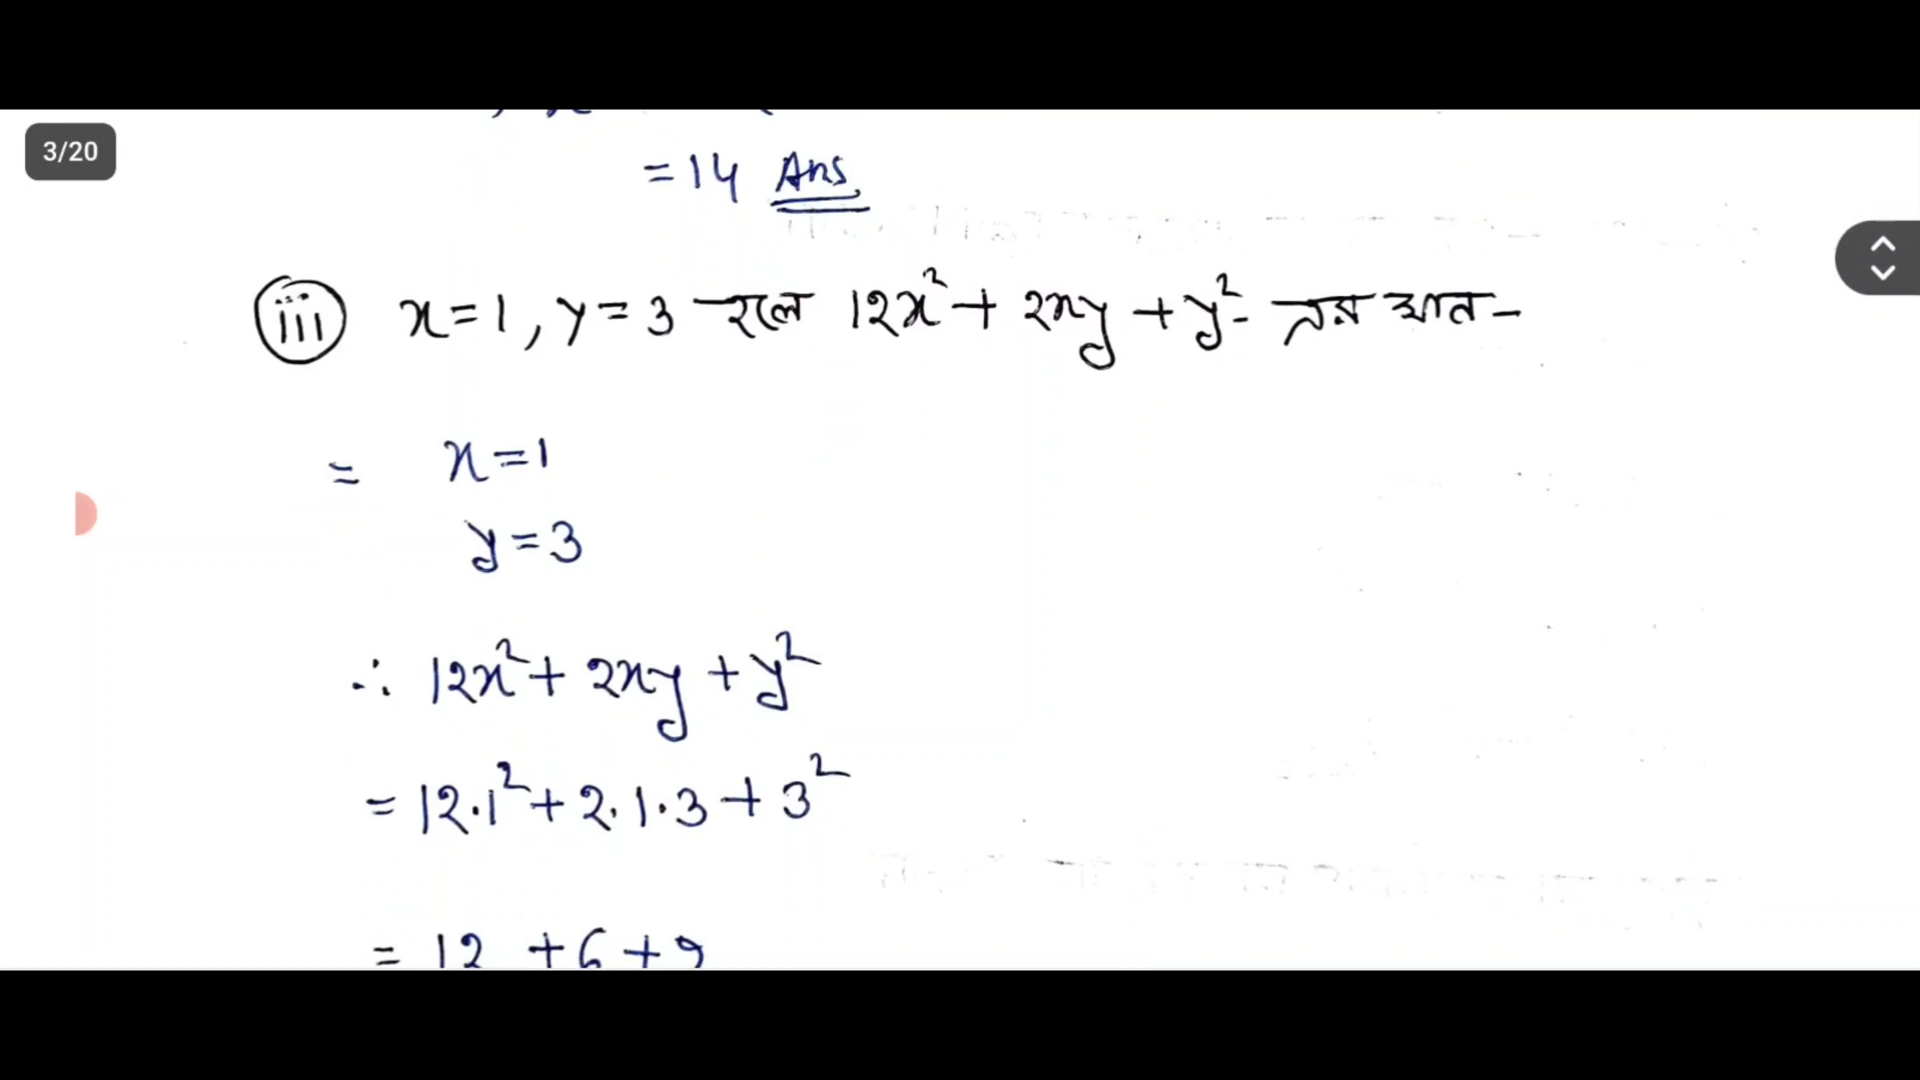 3/20
= 14 Ans
iii x = 1, y = 3 হলে 12x² + 2xy + y² এর মান -
= x = 1
y = 3
∴ 12x² + 2xy + y²
= 12·1² + 2·1·3 + 3²
= 12 + 6 + 9